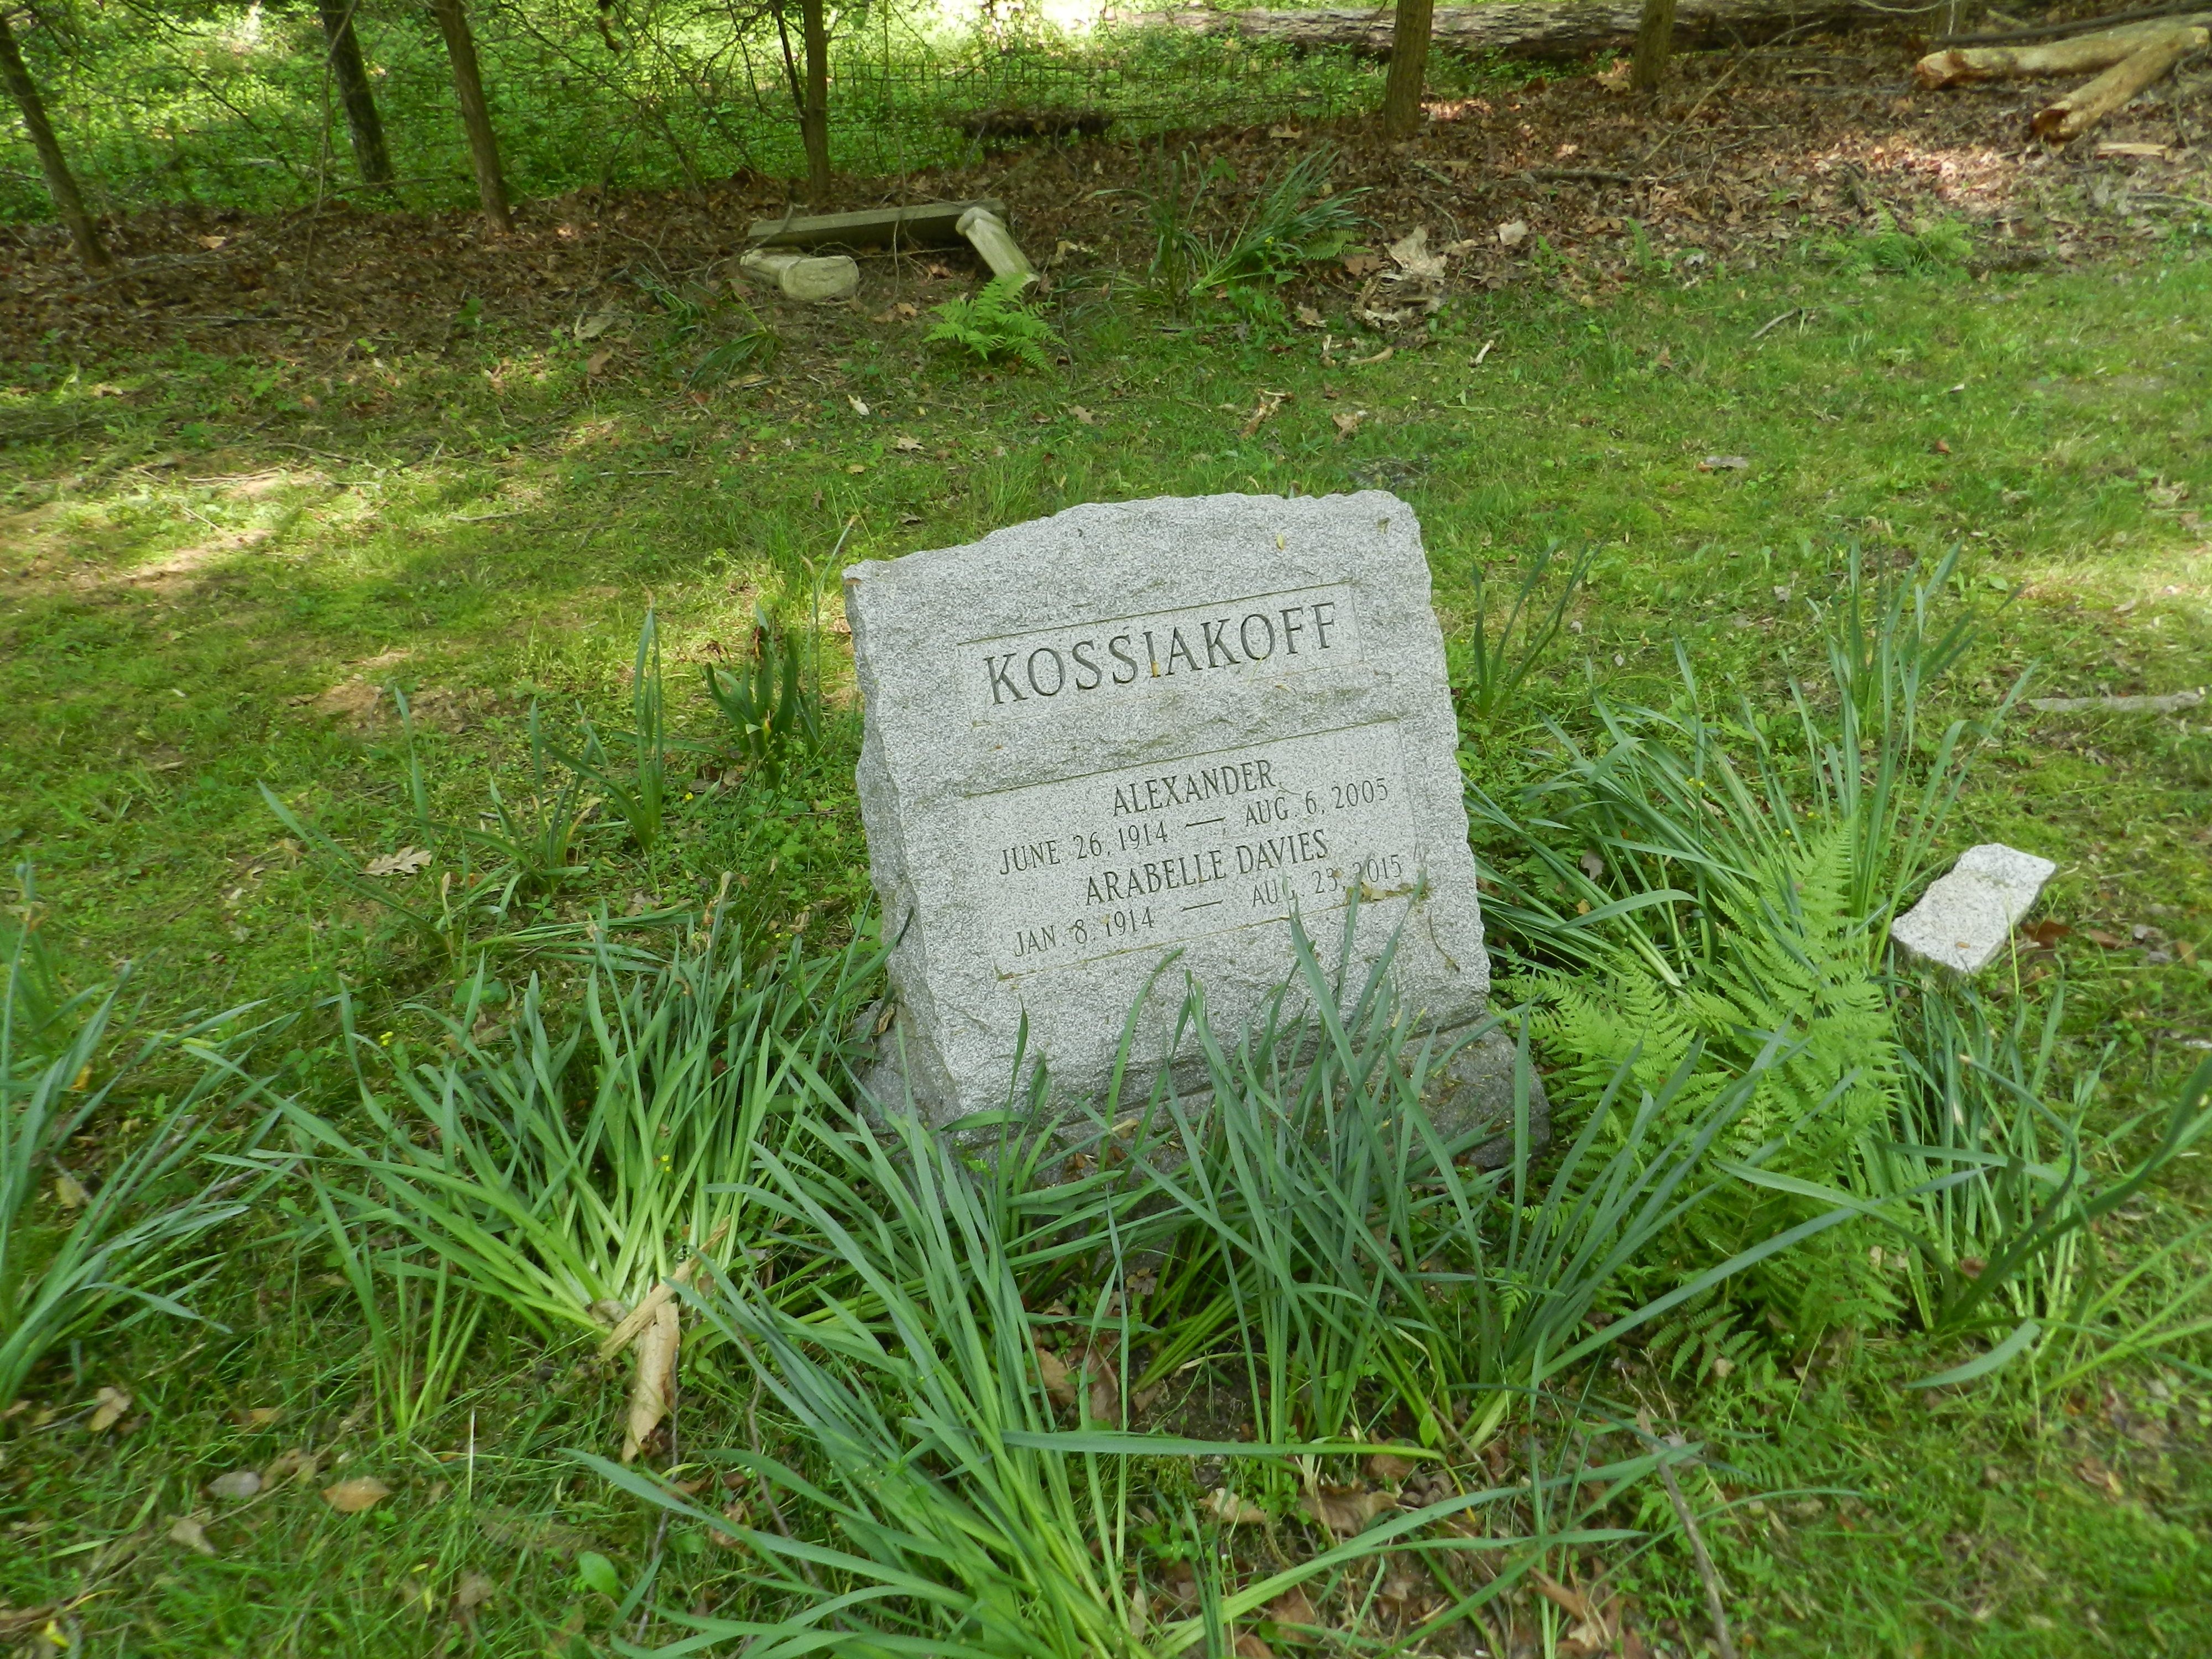 KOSSIAKOFF
ALEXANDER
JUNE 26, 1914 — AUG. 6, 2005
ARABELLE DAVIES
JAN. 8, 1914 — AUG. 23, 2015